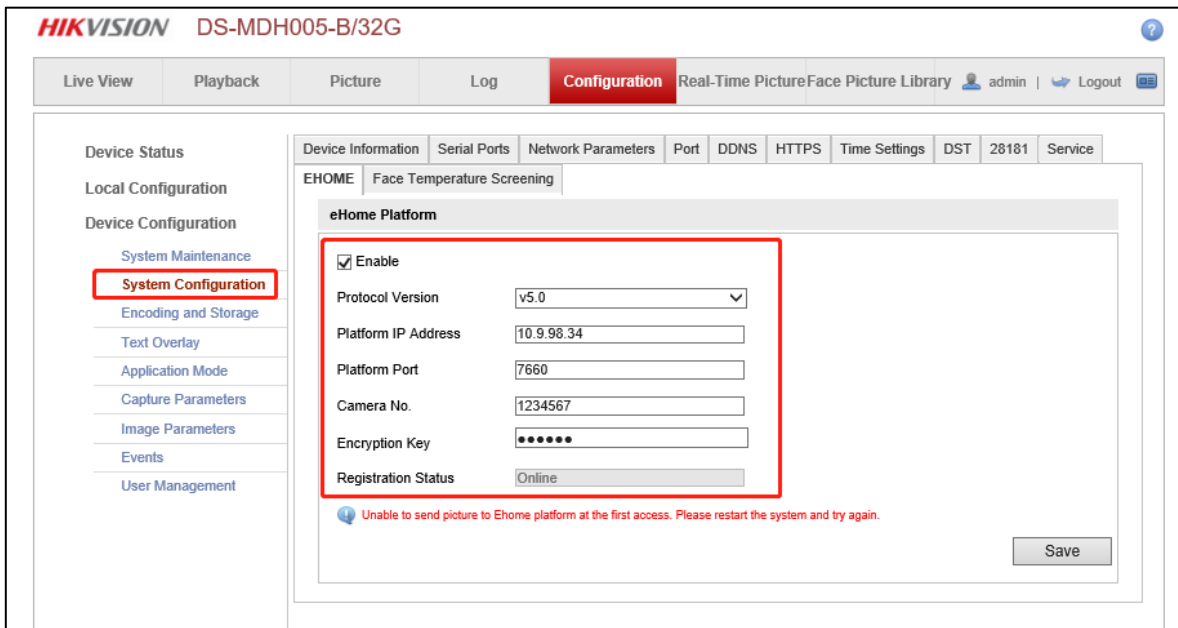 HIKVISION DS-MDH005-B/32G
?
Live View Playback Picture Log Configuration Real-Time Picture Face Picture Library admin | Logout
Device Status
Local Configuration
Device Configuration
System Maintenance
System Configuration
Encoding and Storage
Text Overlay
Application Mode
Capture Parameters
Image Parameters
Events
User Management
Device Information Serial Ports Network Parameters Port DDNS HTTPS Time Settings DST 28181 Service
EHOME Face Temperature Screening
eHome Platform
Enable
Protocol Version v5.0
Platform IP Address 10.9.98.34
Platform Port 7660
Camera No. 1234567
Encryption Key ●●●●●●
Registration Status Online
Unable to send picture to Ehome platform at the first access. Please restart the system and try again.
Save